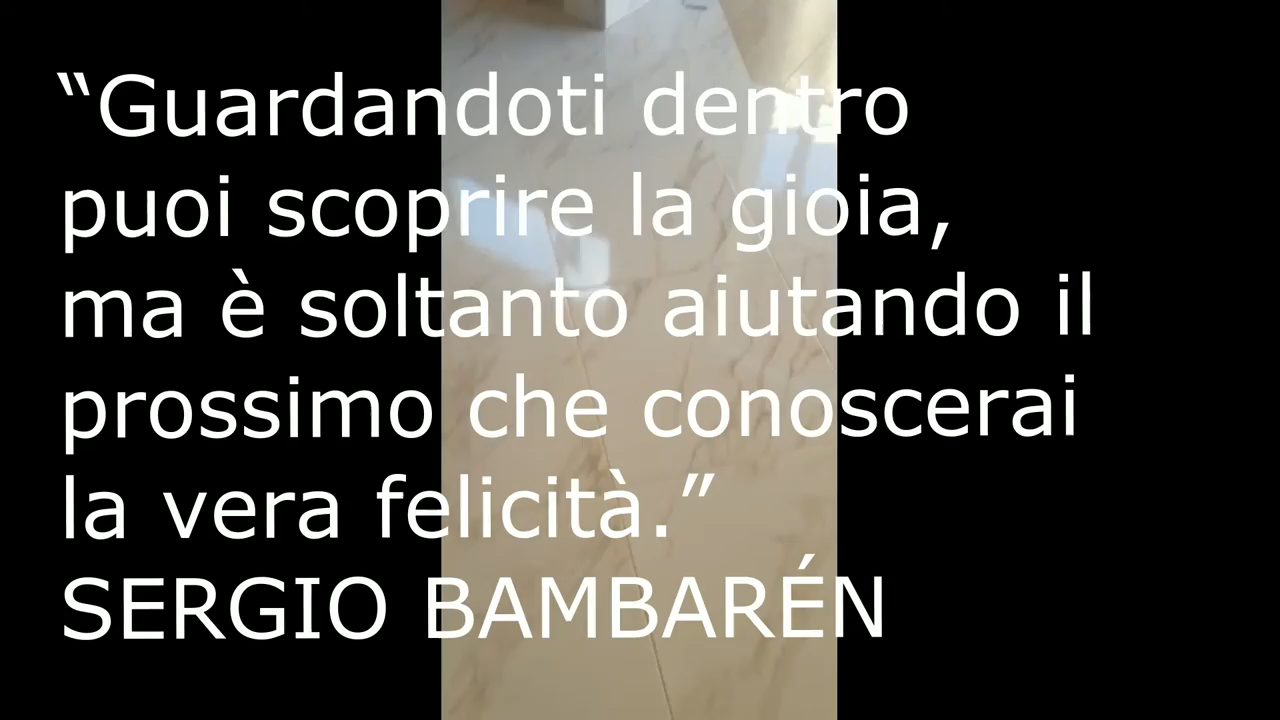 “Guardandoti dentro
puoi scoprire la gioia,
ma è soltanto aiutando il
prossimo che conoscerai
la vera felicità.”
SERGIO BAMBARÉN